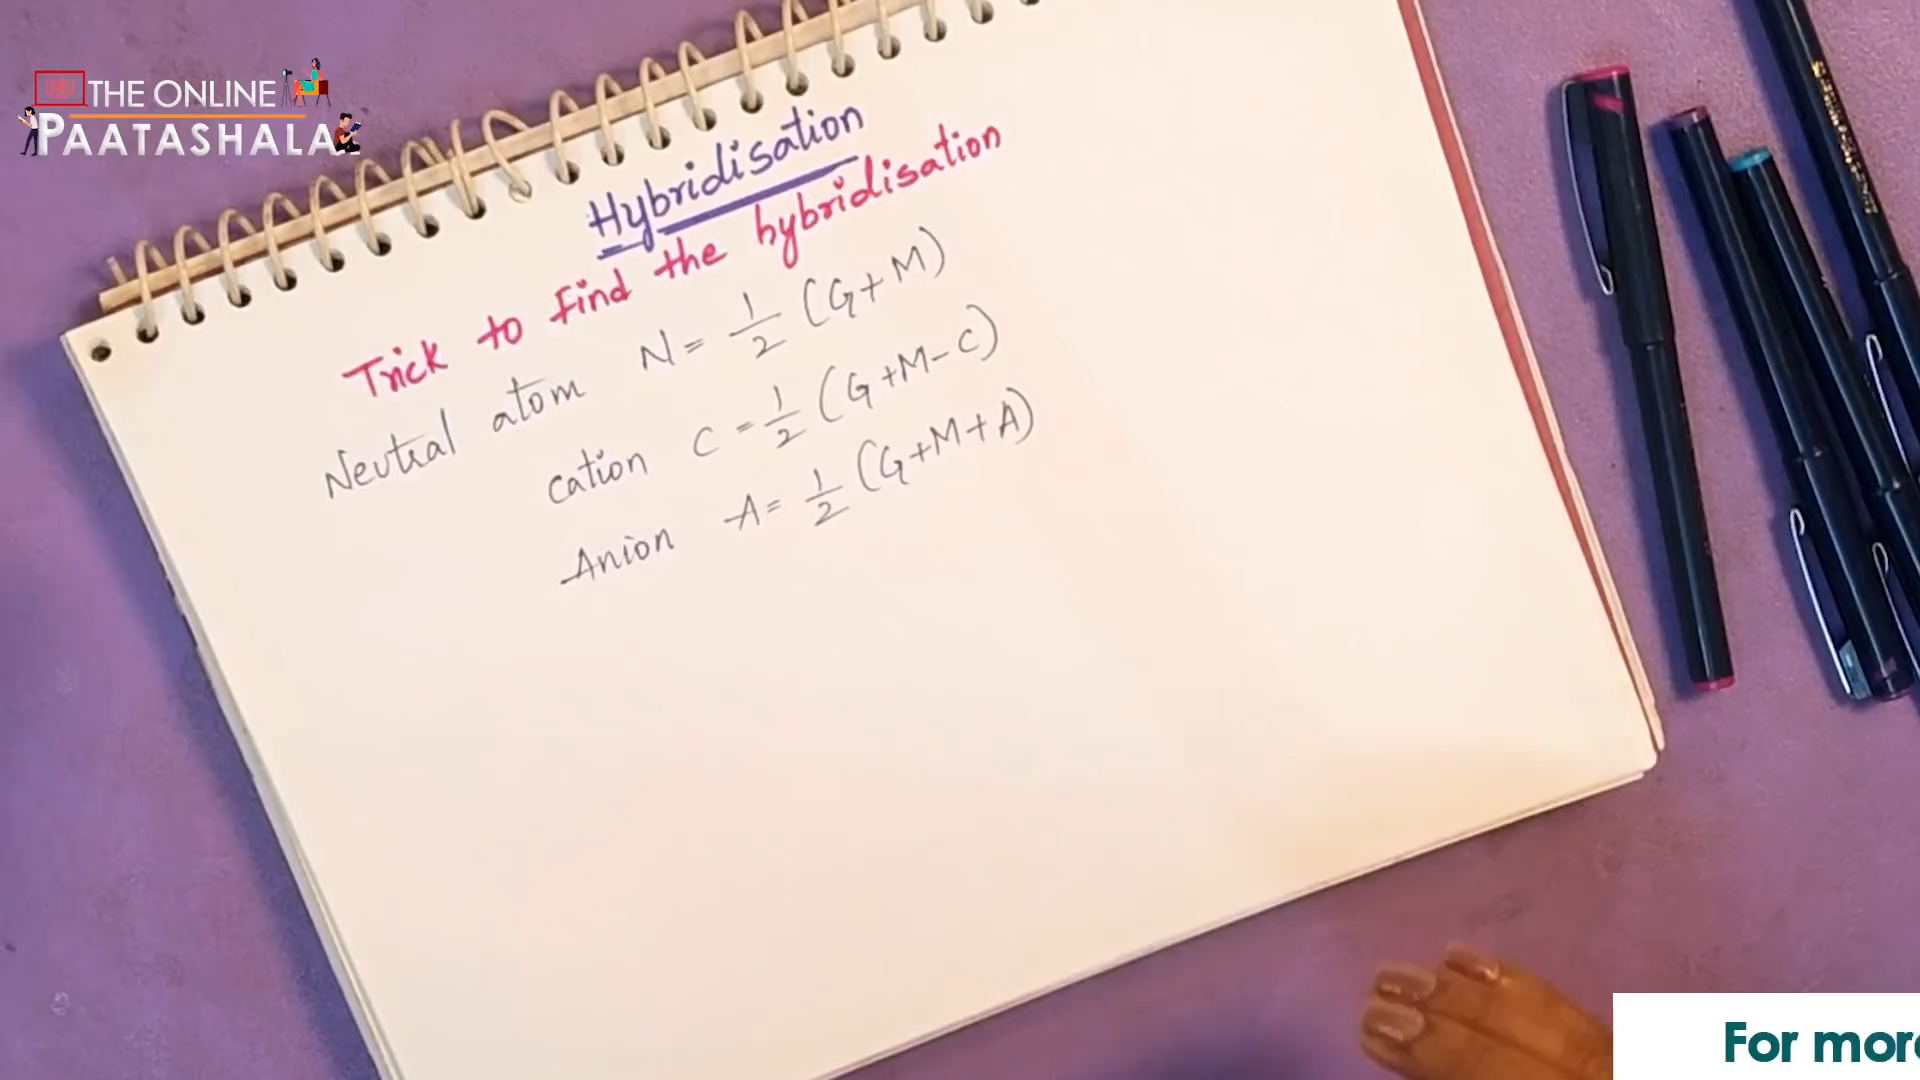 THE ONLINE
PAATASHALA
Hybridisation
Trick to find the hybridisation
Neutral atom N = 1/2 (G + M)
cation C = 1/2 (G + M - C)
Anion A = 1/2 (G + M + A)
For more